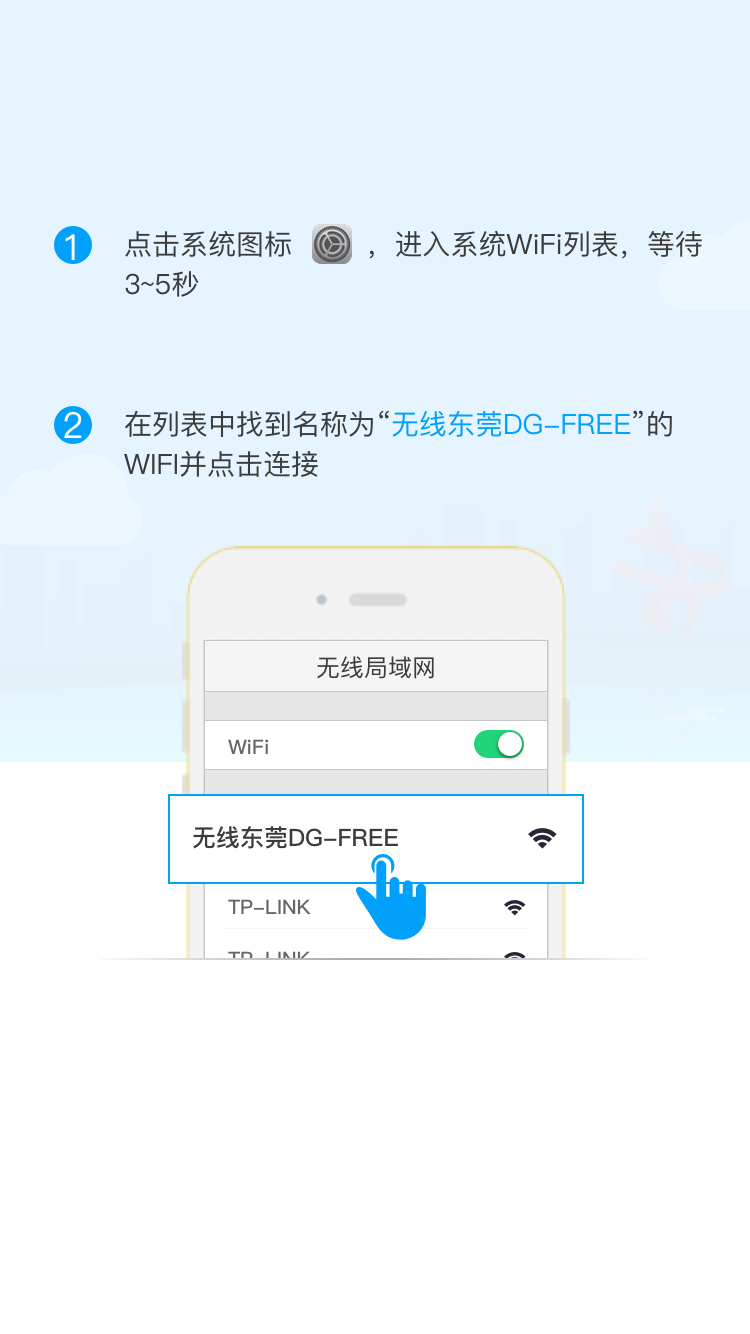 1 点击系统图标 ，进入系统WiFi列表，等待
3~5秒
2 在列表中找到名称为“无线东莞DG-FREE”的
WIFI并点击连接
无线局域网
WiFi
无线东莞DG-FREE
TP-LINK
TP-LINK